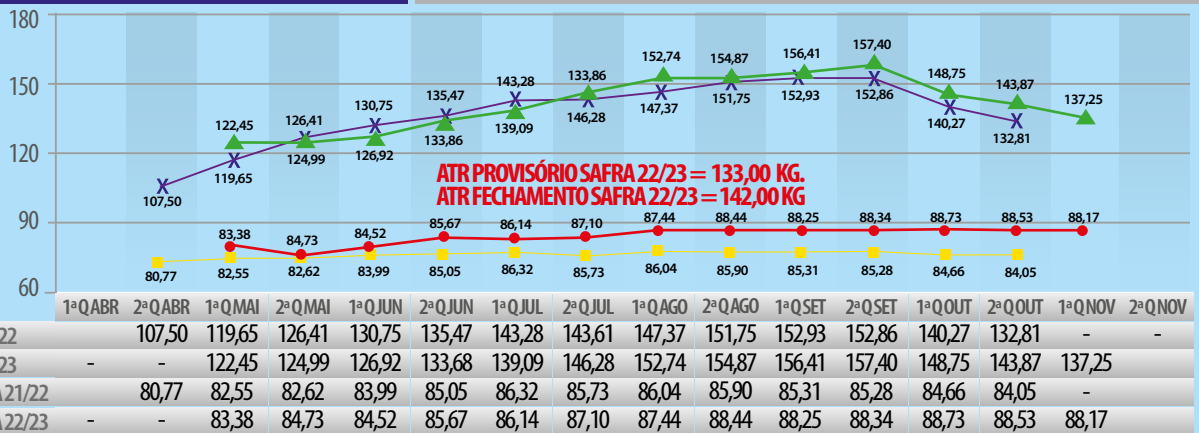 180
152,74 154,87 156,41 157,40
150
143,28 133,86 148,75 143,87
126,41 130,75 135,47 137,25
122,45 147,37 151,75 152,93 152,86
119,65 124,99 126,92 133,86 139,09 146,28 140,27 132,81
120
107,50
ATR PROVISÓRIO SAFRA 22/23 = 133,00 KG.
ATR FECHAMENTO SAFRA 22/23 = 142,00 KG
90
83,38 84,73 84,52 85,67 86,14 87,10 87,44 88,44 88,25 88,34 88,73 88,53 88,17
80,77 82,55 82,62 83,99 85,05 86,32 85,73 86,04 85,90 85,31 85,28 84,66 84,05
60
1ª Q ABR 2ª Q ABR 1ª Q MAI 2ª Q MAI 1ª Q JUN 2ª Q JUN 1ª Q JUL 2ª Q JUL 1ª Q AGO 2ª Q AGO 1ª Q SET 2ª Q SET 1ª Q OUT 2ª Q OUT 1ª Q NOV 2ª Q NOV
22 107,50 119,65 126,41 130,75 135,47 143,28 143,61 147,37 151,75 152,93 152,86 140,27 132,81 - -
23 - - 122,45 124,99 126,92 133,68 139,09 146,28 152,74 154,87 156,41 157,40 148,75 143,87 137,25
21/22 80,77 82,55 82,62 83,99 85,05 86,32 85,73 86,04 85,90 85,31 85,28 84,66 84,05 -
22/23 - - 83,38 84,73 84,52 85,67 86,14 87,10 87,44 88,44 88,25 88,34 88,73 88,53 88,17